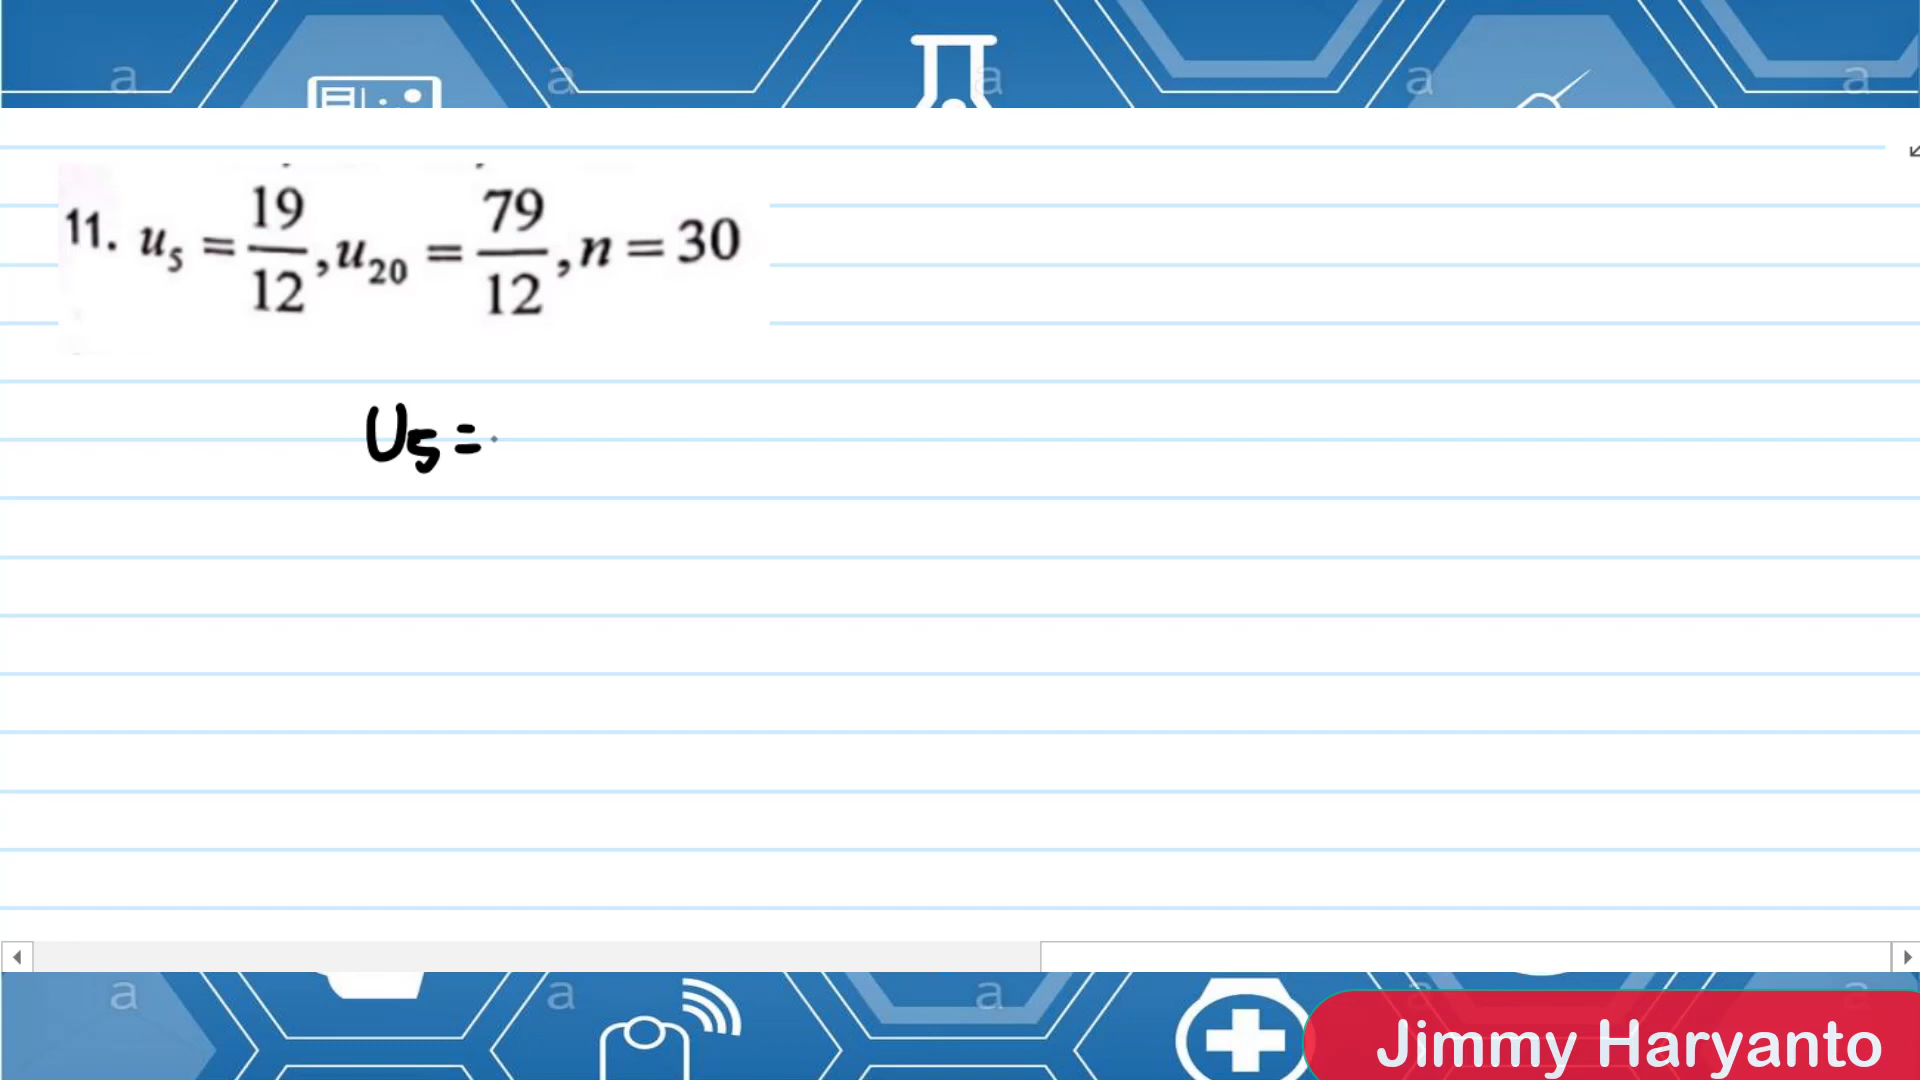 11. u₅ = 19/12, u₂₀ = 79/12, n = 30
U₅ =
Jimmy Haryanto